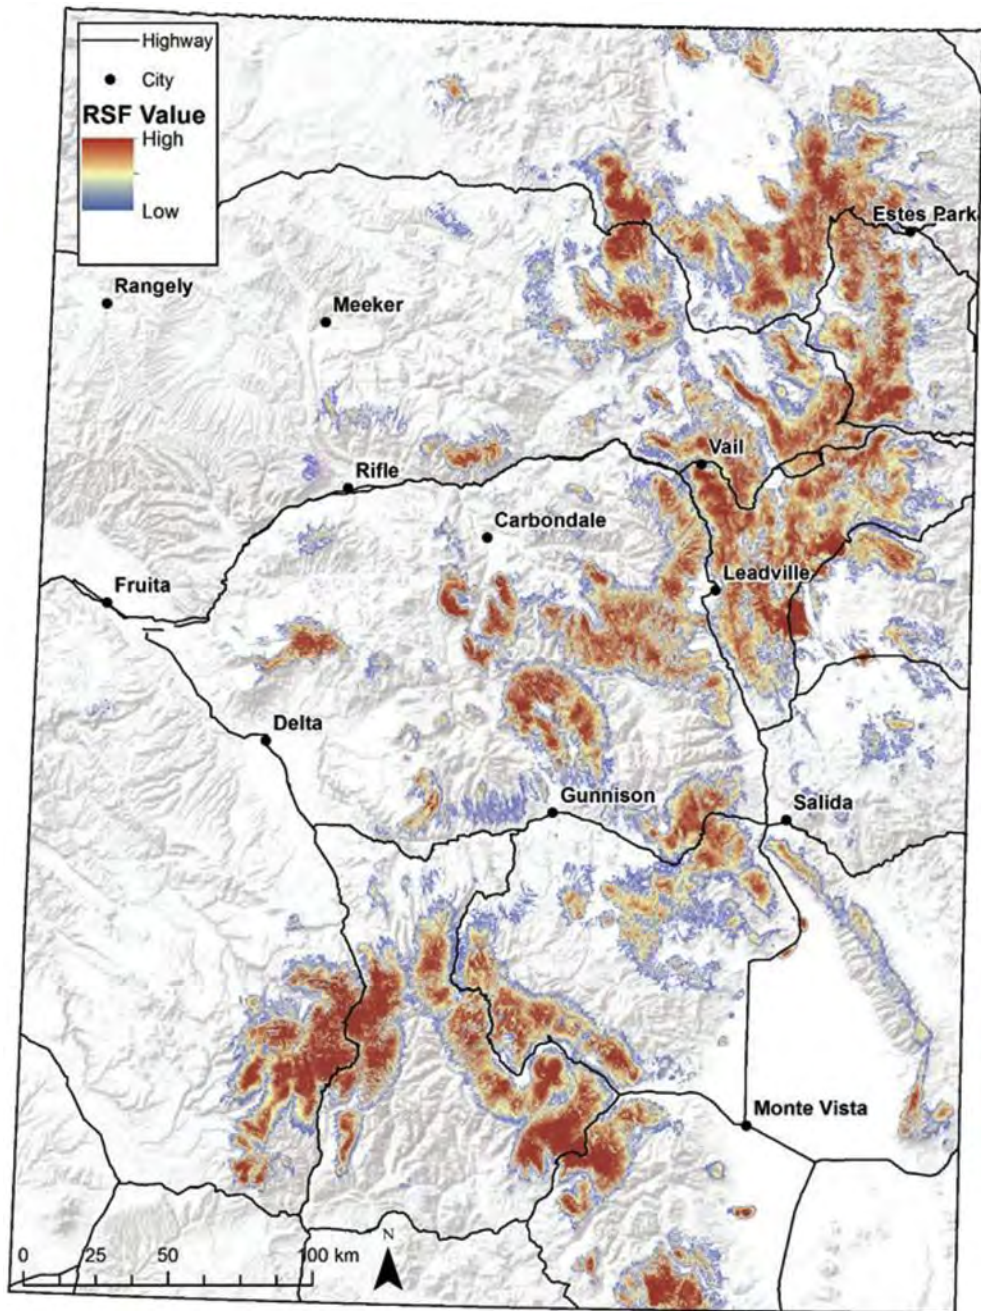 Highway
City
RSF Value
High
Low
Estes Park
Rangely
Meeker
Vail
Rifle
Carbondale
Leadville
Fruita
Delta
Gunnison
Salida
Monte Vista
N
0 25 50 100 km